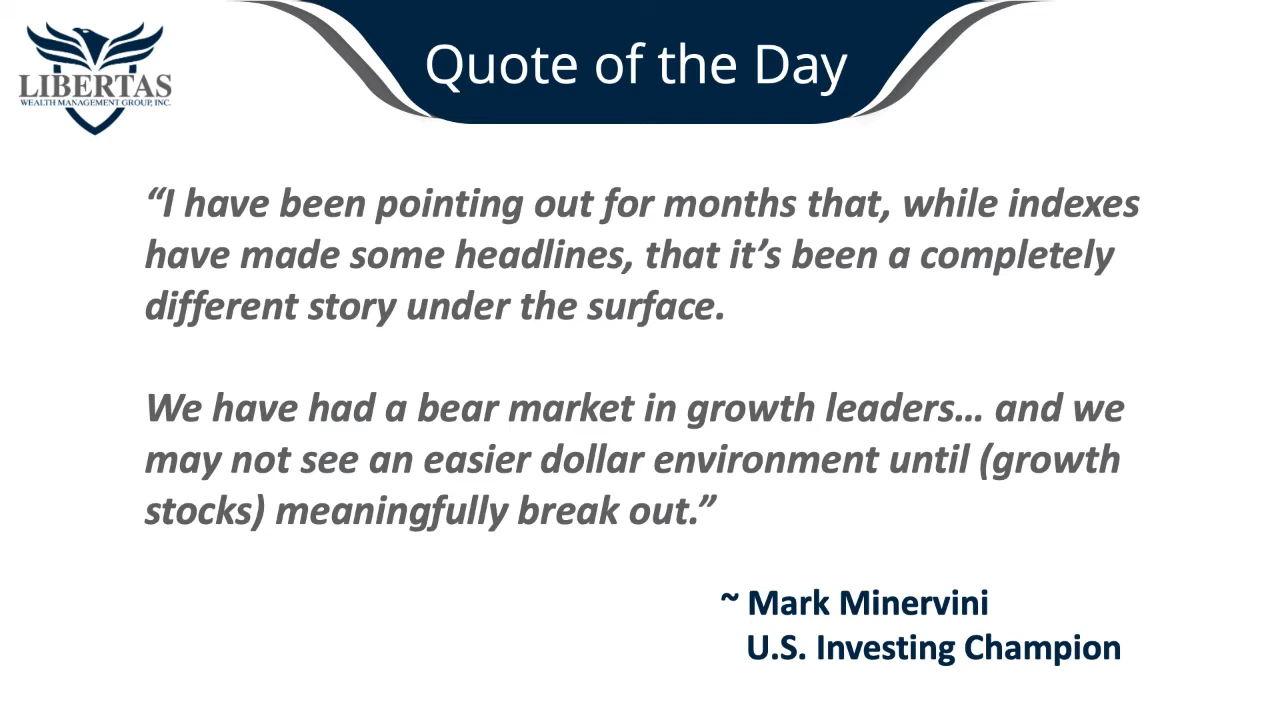 LIBERTAS
WEALTH MANAGEMENT GROUP, INC.
Quote of the Day
“I have been pointing out for months that, while indexes
have made some headlines, that it’s been a completely
different story under the surface.
We have had a bear market in growth leaders… and we
may not see an easier dollar environment until (growth
stocks) meaningfully break out.”
~ Mark Minervini
U.S. Investing Champion